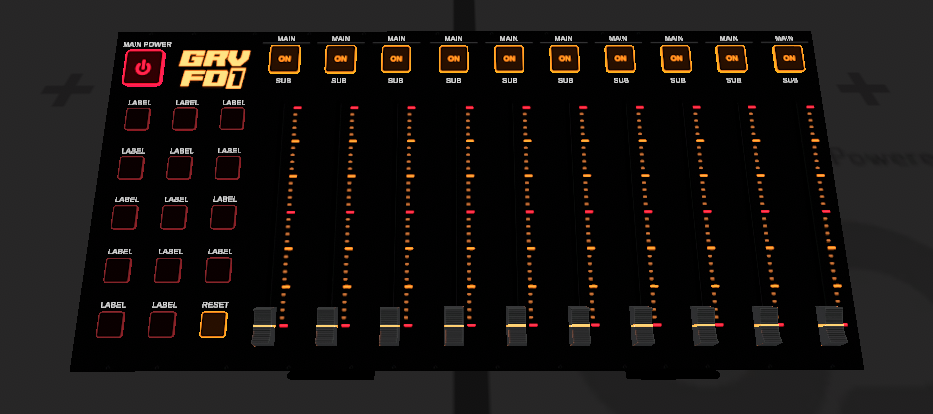 MAIN POWER
GRV
FD1
MAIN MAIN MAIN MAIN MAIN MAIN MAIN MAIN MAIN MAIN
ON ON ON ON ON ON ON ON ON ON
SUB SUB SUB SUB SUB SUB SUB SUB SUB SUB
LABEL LABEL LABEL
LABEL LABEL LABEL
LABEL LABEL LABEL
LABEL LABEL LABEL
LABEL LABEL RESET
Powere